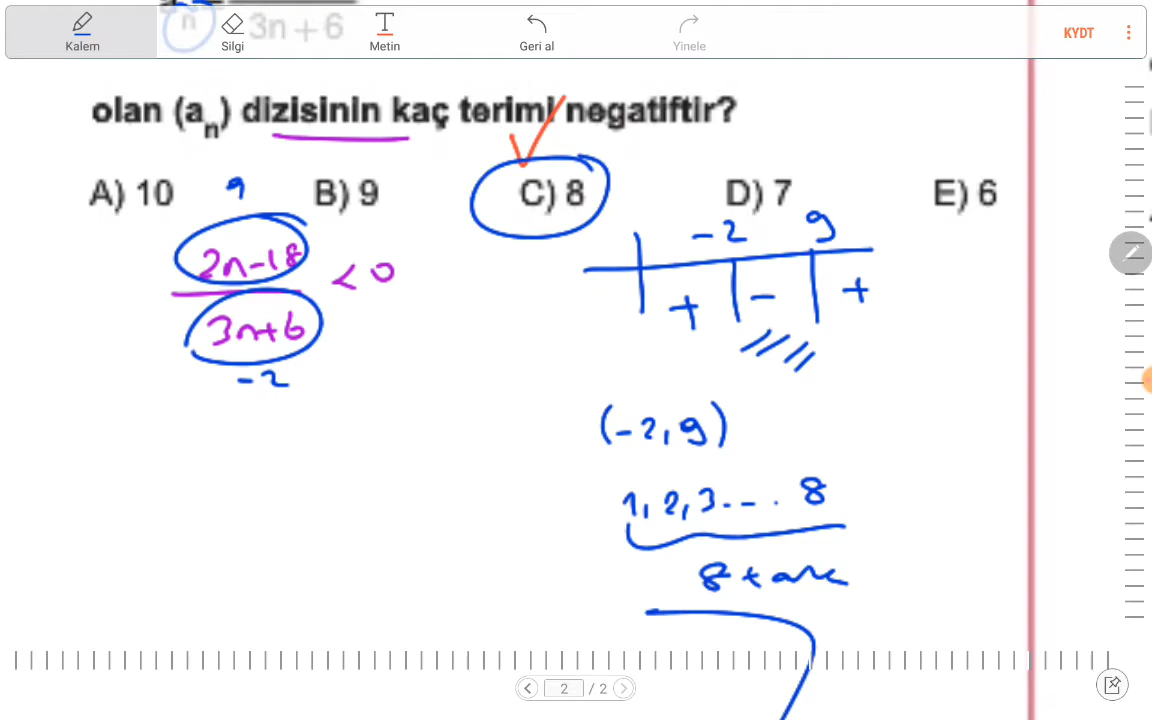 n 3n + 6
Kalem Silgi Metin Geri al Yinele KYDT
olan (an) dizisinin kaç terimi negatiftir?
A) 10 B) 9 C) 8 D) 7 E) 6
9
2n-18
3n+6
< 0
-2
-2 9
+ - +
(-2, 9)
1, 2, 3 - - . 8
8 tane
2 / 2